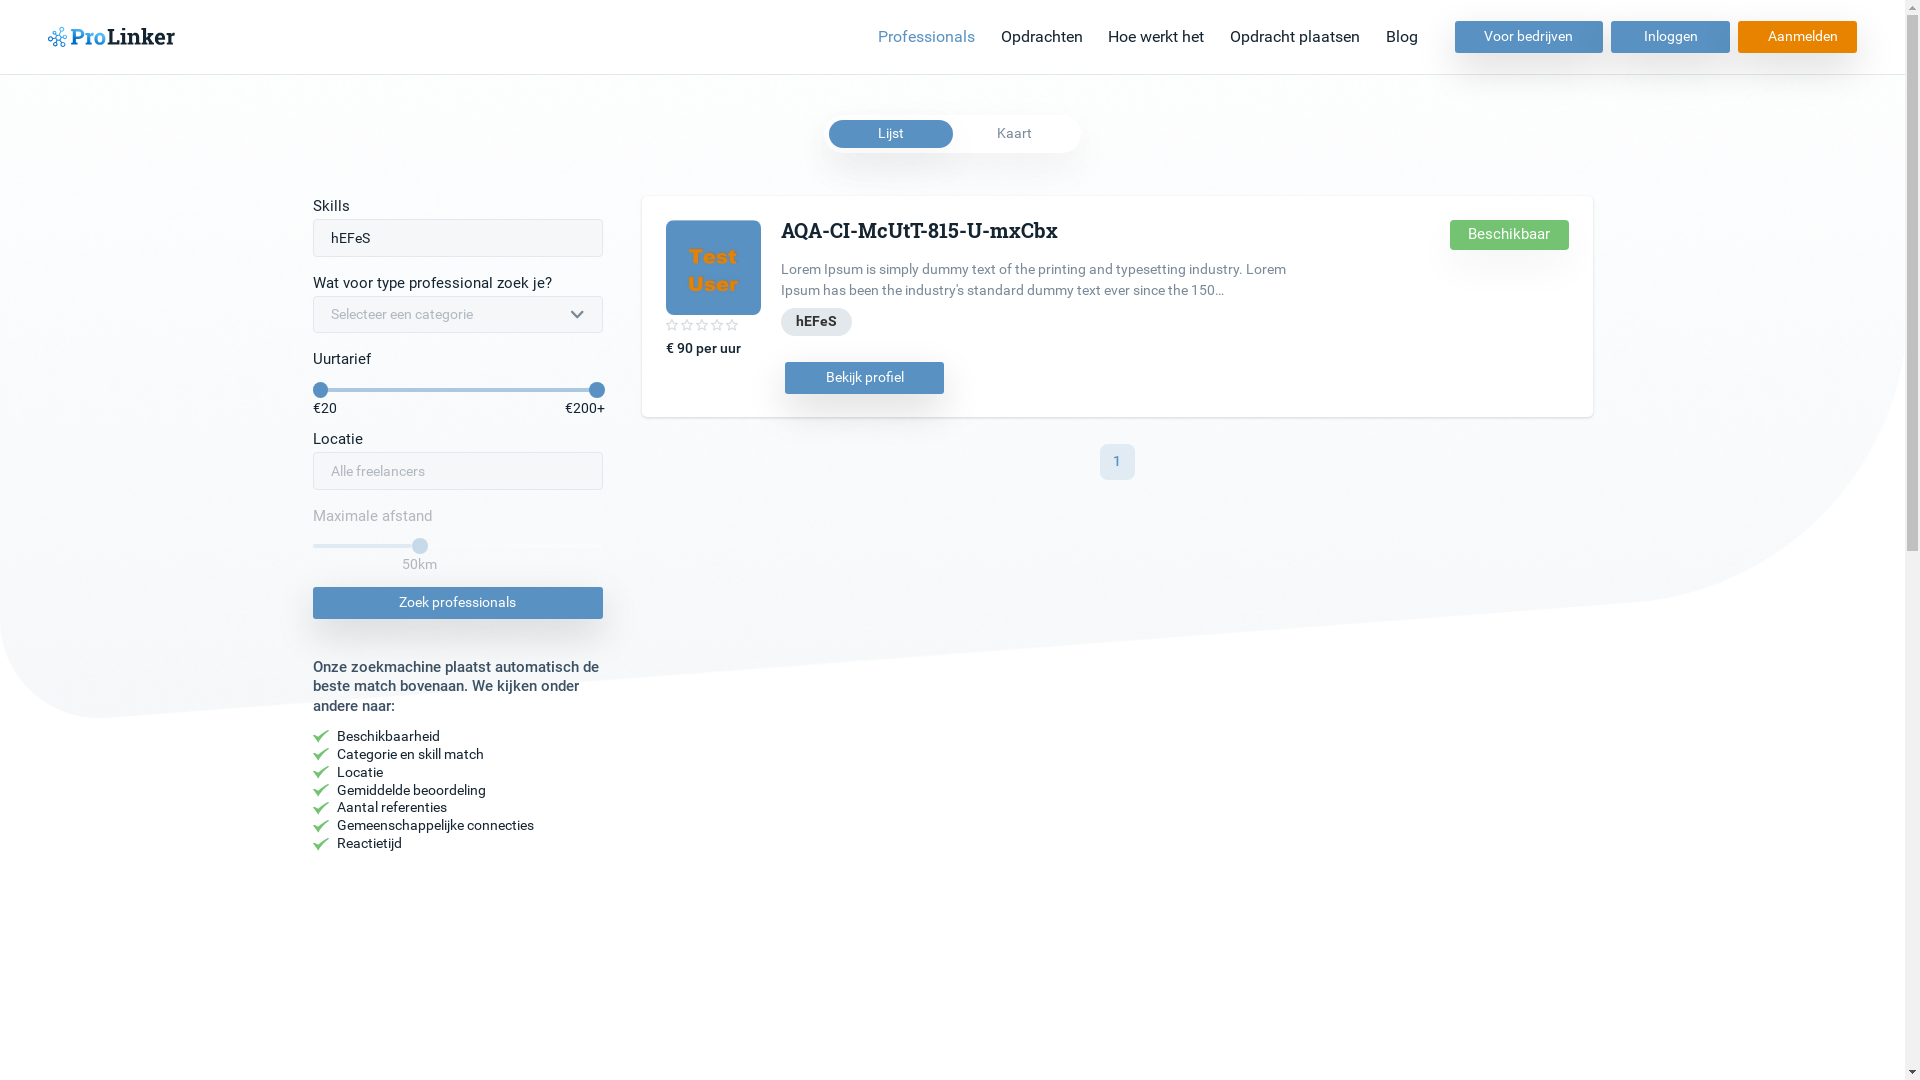 ProLinker
Professionals
Opdrachten
Hoe werkt het
Opdracht plaatsen
Blog
Voor bedrijven
Inloggen
Aanmelden
Lijst
Kaart
Skills
hEFeS
Wat voor type professional zoek je?
Selecteer een categorie
Uurtarief
€20
€200+
Locatie
Alle freelancers
Maximale afstand
50km
Zoek professionals
Onze zoekmachine plaatst automatisch de
beste match bovenaan. We kijken onder
andere naar:
Beschikbaarheid
Categorie en skill match
Locatie
Gemiddelde beoordeling
Aantal referenties
Gemeenschappelijke connecties
Reactietijd
Test
User
€ 90 per uur
AQA-CI-McUtT-815-U-mxCbx
Lorem Ipsum is simply dummy text of the printing and typesetting industry. Lorem
Ipsum has been the industry's standard dummy text ever since the 150...
hEFeS
Bekijk profiel
Beschikbaar
1